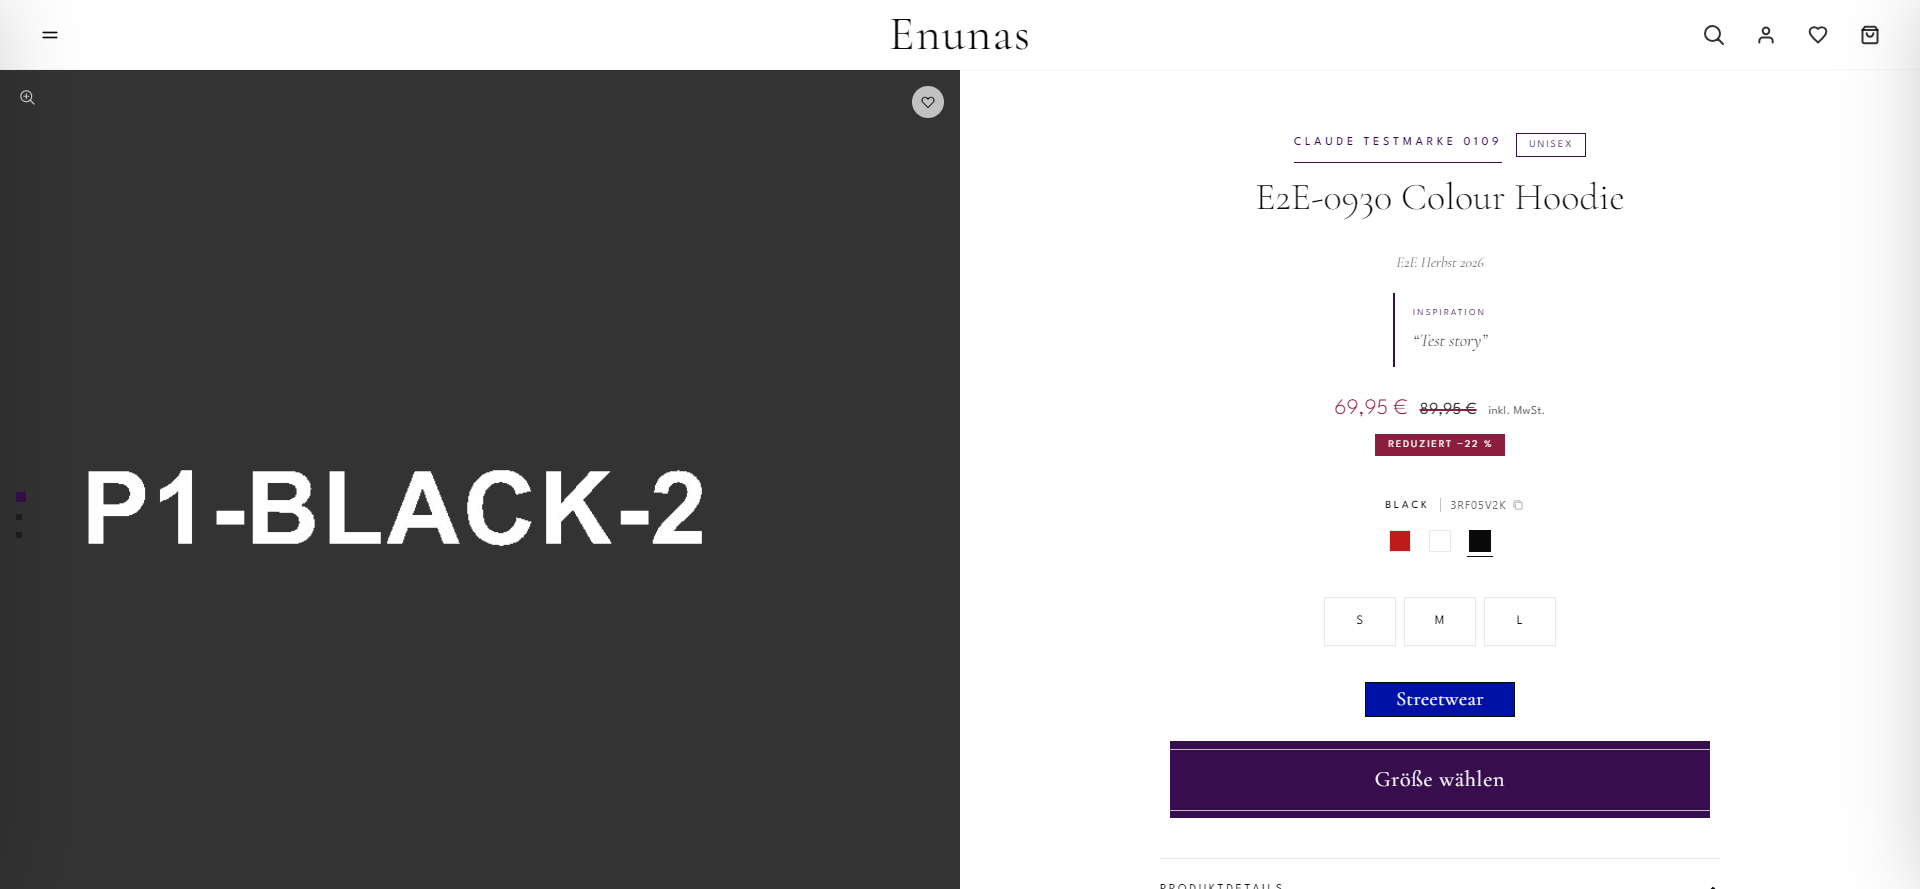 Enunas
P1-BLACK-2
CLAUDE TESTMARKE 0109
UNISEX
E2E-0930 Colour Hoodie
E2E Herbst 2026
INSPIRATION
“Test story”
69,95 € 89,95 € inkl. MwSt.
REDUZIERT −22 %
BLACK 3RF05V2K
S M L
Streetwear
Größe wählen
PRODUKTDETAILS